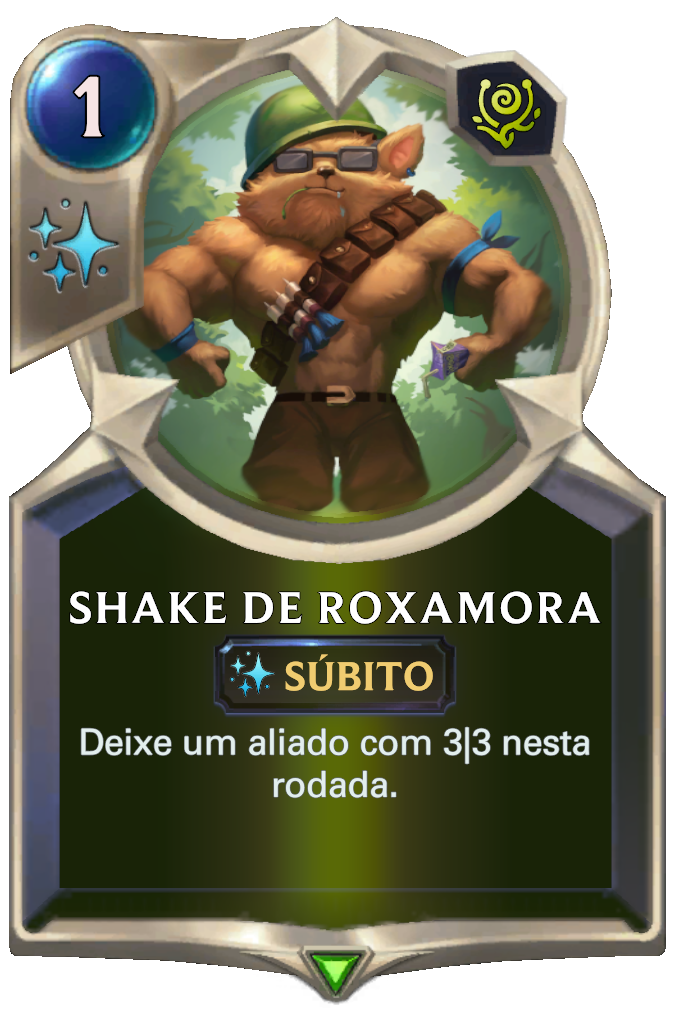 1
SHAKE DE ROXAMORA
SÚBITO
Deixe um aliado com 3|3 nesta
rodada.